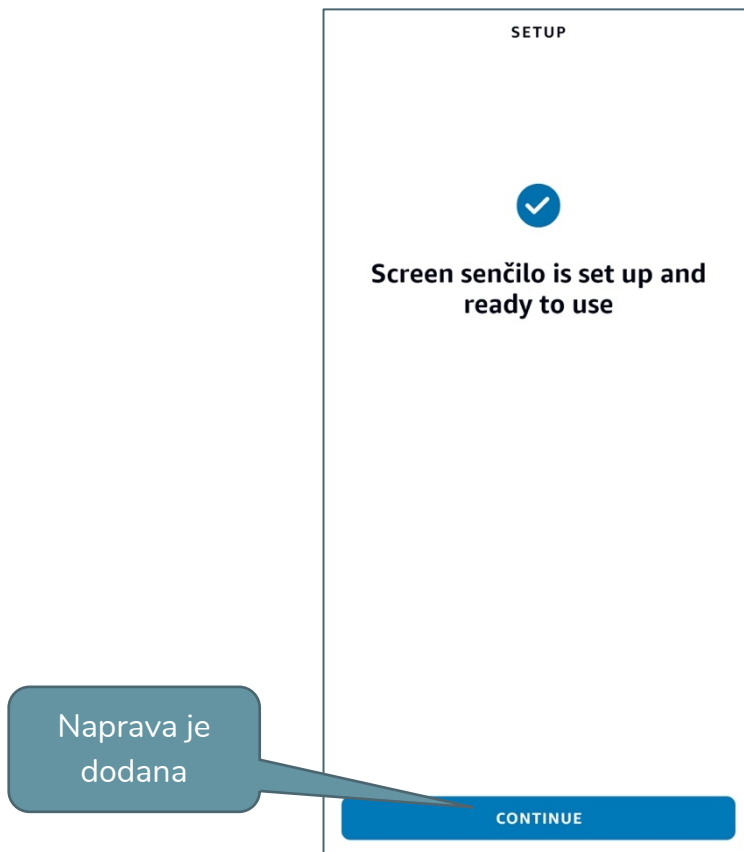 SETUP
Screen senčilo is set up and
ready to use
Naprava je
dodana
CONTINUE